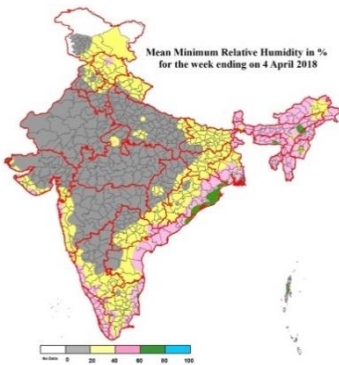 Mean Minimum Relative Humidity in %
for the week ending on 4 April 2018
No Data 0 20 40 60 80 100